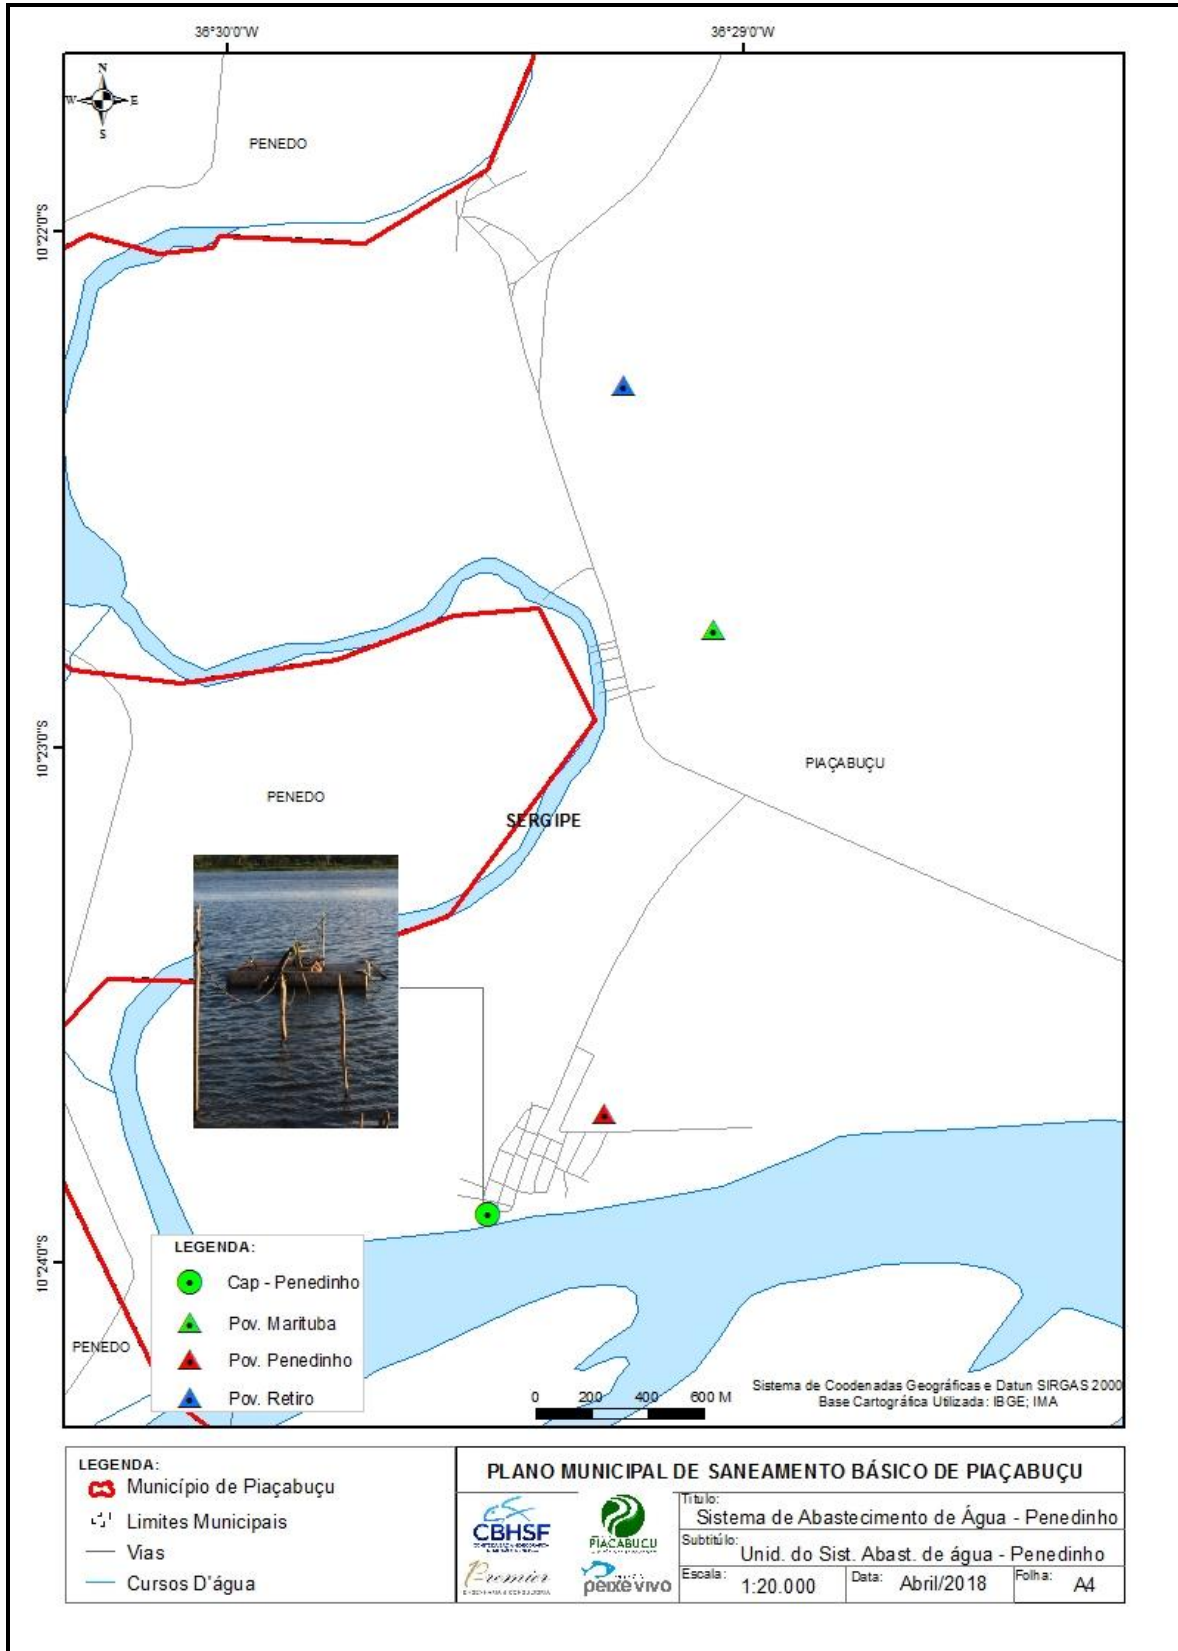 36°30'0"W
36°29'0"W
N
W E
S
PENEDO
10°22'0"S
10°23'0"S
PIAÇABUÇU
PENEDO
SERGIPE
10°24'0"S
LEGENDA:
Cap - Penedinho
Pov. Marituba
Pov. Penedinho
Pov. Retiro
PENEDO
0 200 400 600 M
Sistema de Coodenadas Geográficas e Datun SIRGAS 2000
Base Cartográfica Utilizada: IBGE; IMA
LEGENDA:
Município de Piaçabuçu
Limites Municipais
Vias
Cursos D'água
PLANO MUNICIPAL DE SANEAMENTO BÁSICO DE PIAÇABUÇU
CBHSF
PIAÇABUÇU
Premier
peixe vivo
Titulo:
Sistema de Abastecimento de Água - Penedinho
Subtitúlo:
Unid. do Sist. Abast. de água - Penedinho
Escala: 1:20.000
Data: Abril/2018
Folha: A4